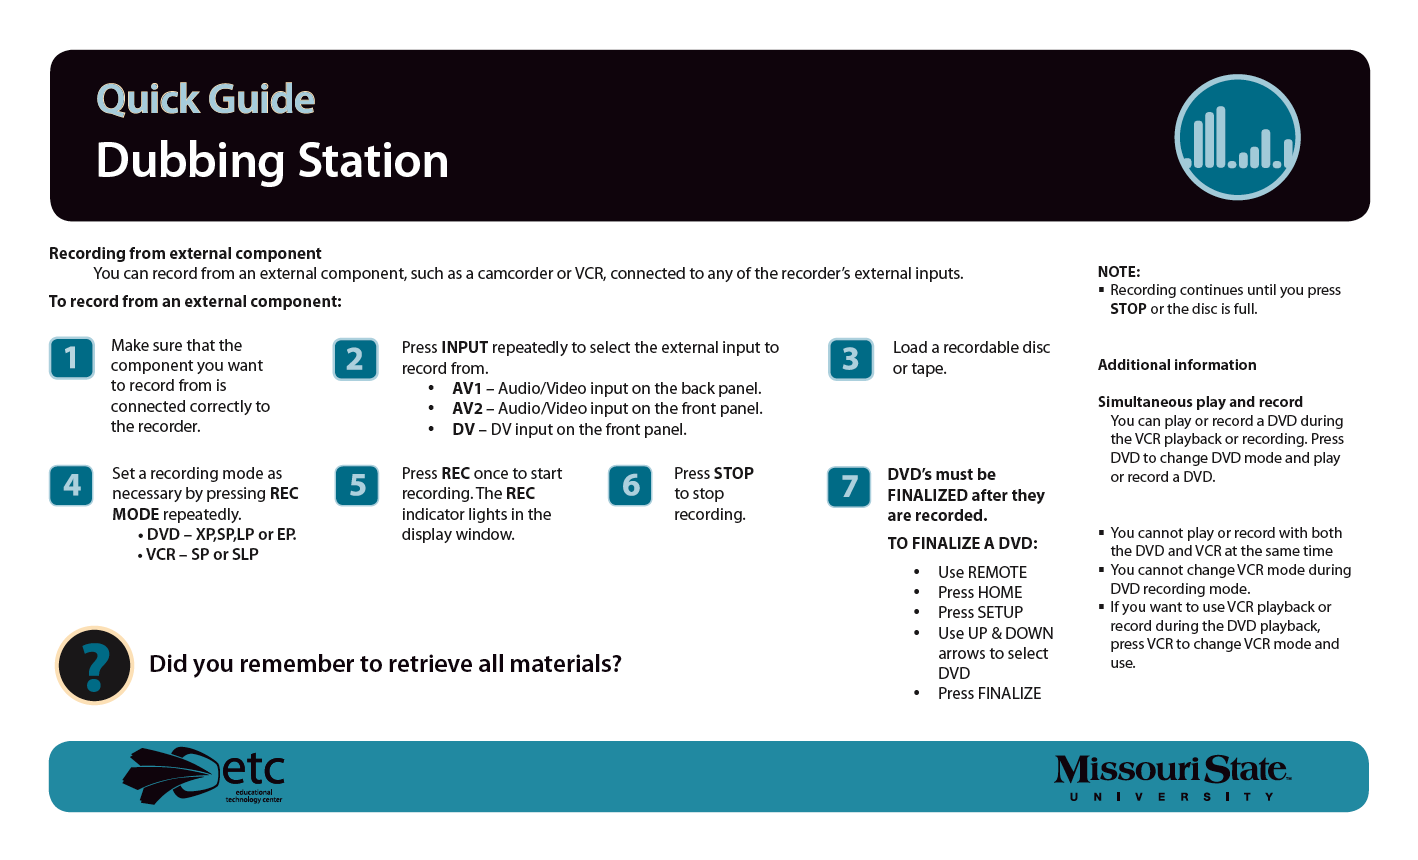 Quick Guide
Dubbing Station
Recording from external component
You can record from an external component, such as a camcorder or VCR, connected to any of the recorder's external inputs.
To record from an external component:
1
Make sure that the
component you want
to record from is
connected correctly to
the recorder.
2
Press INPUT repeatedly to select the external input to
record from.
• AV1 – Audio/Video input on the back panel.
• AV2 – Audio/Video input on the front panel.
• DV – DV input on the front panel.
3
Load a recordable disc
or tape.
4
Set a recording mode as
necessary by pressing REC
MODE repeatedly.
• DVD – XP,SP,LP or EP.
• VCR – SP or SLP
5
Press REC once to start
recording. The REC
indicator lights in the
display window.
6
Press STOP
to stop
recording.
7
DVD's must be
FINALIZED after they
are recorded.
TO FINALIZE A DVD:
• Use REMOTE
• Press HOME
• Press SETUP
• Use UP & DOWN
arrows to select
DVD
• Press FINALIZE
NOTE:
▪ Recording continues until you press
STOP or the disc is full.
Additional information
Simultaneous play and record
You can play or record a DVD during
the VCR playback or recording. Press
DVD to change DVD mode and play
or record a DVD.
▪ You cannot play or record with both
the DVD and VCR at the same time
▪ You cannot change VCR mode during
DVD recording mode.
▪ If you want to use VCR playback or
record during the DVD playback,
press VCR to change VCR mode and
use.
?
Did you remember to retrieve all materials?
etc
educational
technology center
Missouri State™
UNIVERSITY